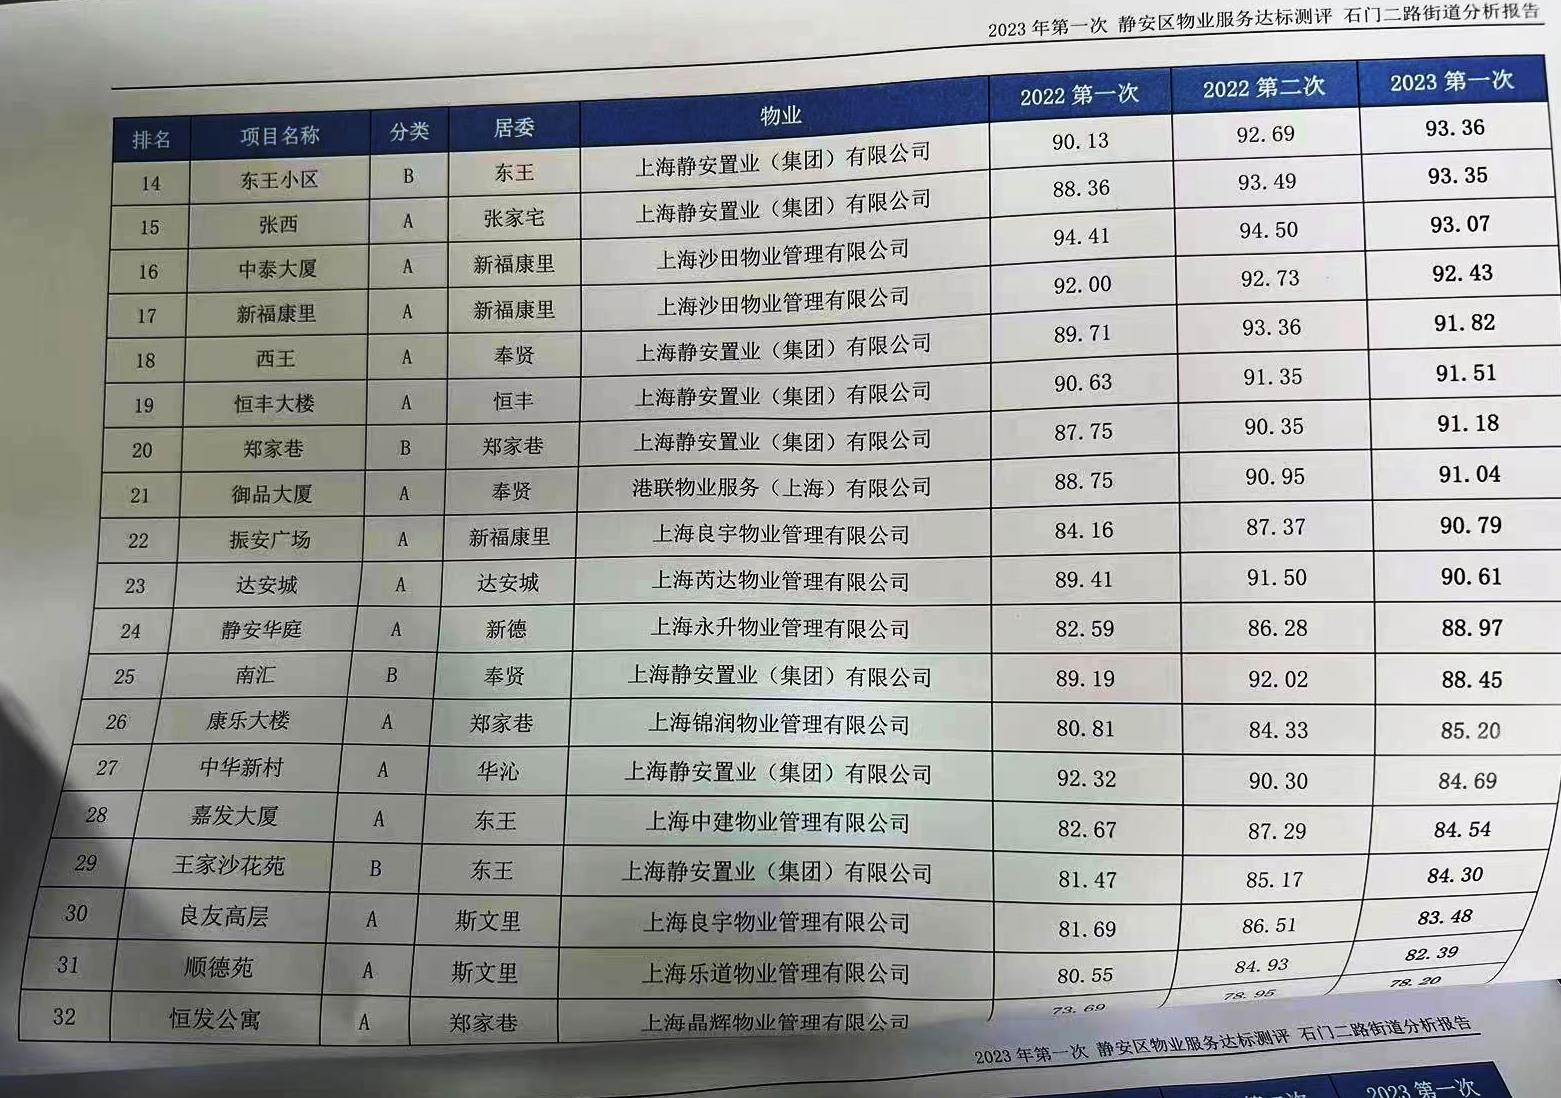 2023 年第一次 静安区物业服务达标测评 石门二路街道分析报告
排名 项目名称 分类 居委 物业 2022 第一次 2022 第二次 2023 第一次
14 东王小区 B 东王 上海静安置业（集团）有限公司 90.13 92.69 93.36
15 张西 A 张家宅 上海静安置业（集团）有限公司 88.36 93.49 93.35
16 中泰大厦 A 新福康里 上海沙田物业管理有限公司 94.41 94.50 93.07
17 新福康里 A 新福康里 上海沙田物业管理有限公司 92.00 92.73 92.43
18 西王 A 奉贤 上海静安置业（集团）有限公司 89.71 93.36 91.82
19 恒丰大楼 A 恒丰 上海静安置业（集团）有限公司 90.63 91.35 91.51
20 郑家巷 B 郑家巷 上海静安置业（集团）有限公司 87.75 90.35 91.18
21 御品大厦 A 奉贤 港联物业服务（上海）有限公司 88.75 90.95 91.04
22 振安广场 A 新福康里 上海良宇物业管理有限公司 84.16 87.37 90.79
23 达安城 A 达安城 上海芮达物业管理有限公司 89.41 91.50 90.61
24 静安华庭 A 新德 上海永升物业管理有限公司 82.59 86.28 88.97
25 南汇 B 奉贤 上海静安置业（集团）有限公司 89.19 92.02 88.45
26 康乐大楼 A 郑家巷 上海锦润物业管理有限公司 80.81 84.33 85.20
27 中华新村 A 华沁 上海静安置业（集团）有限公司 92.32 90.30 84.69
28 嘉发大厦 A 东王 上海中建物业管理有限公司 82.67 87.29 84.54
29 王家沙花苑 B 东王 上海静安置业（集团）有限公司 81.47 85.17 84.30
30 良友高层 A 斯文里 上海良宇物业管理有限公司 81.69 86.51 83.48
31 顺德苑 A 斯文里 上海乐道物业管理有限公司 80.55 84.93 82.39
32 恒发公寓 A 郑家巷 上海晶辉物业管理有限公司 73.69 78.95 78.20
2023 年第一次 静安区物业服务达标测评 石门二路街道分析报告
2023 第一次